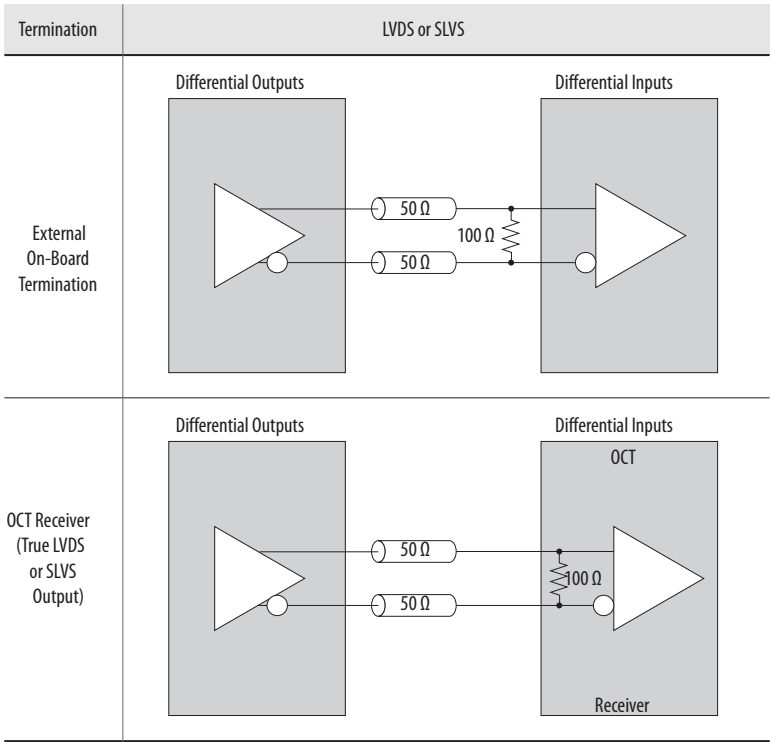 Termination
LVDS or SLVS
Differential Outputs
Differential Inputs
External
On-Board
Termination
50 Ω
100 Ω
50 Ω
Differential Outputs
Differential Inputs
OCT
OCT Receiver
(True LVDS
or SLVS
Output)
50 Ω
100 Ω
50 Ω
Receiver